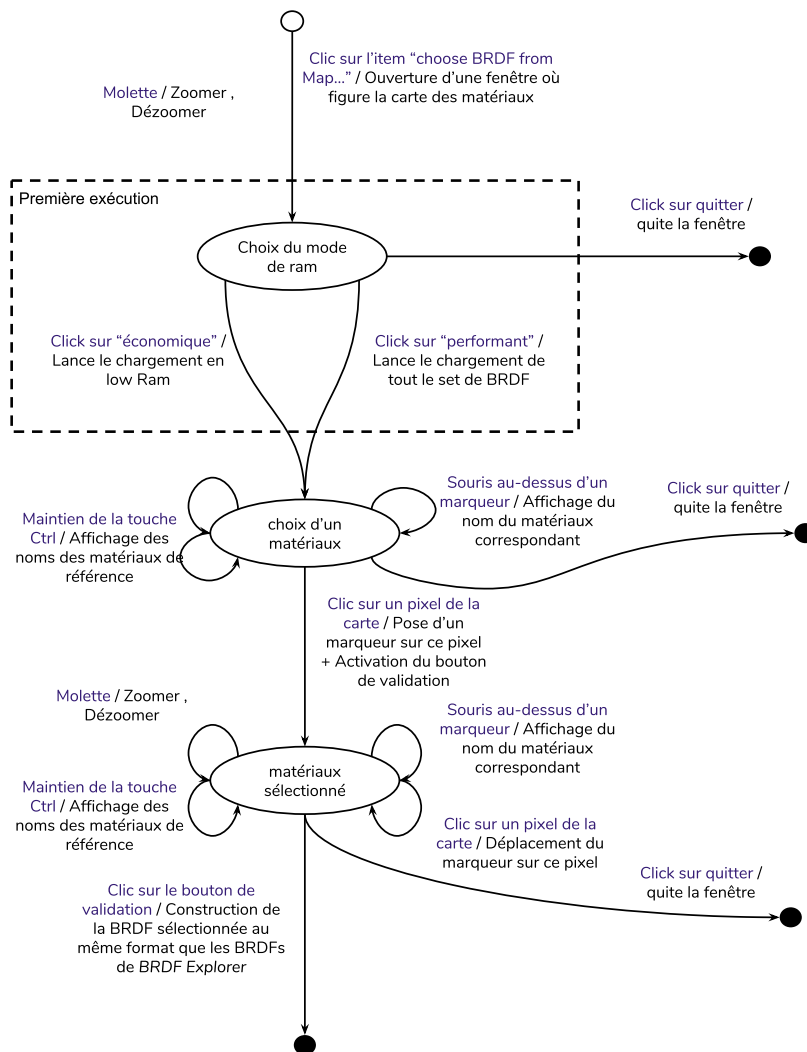 Clic sur l’item “choose BRDF from
Map...” / Ouverture d’une fenêtre où
figure la carte des matériaux
Molette / Zoomer ,
Dézoomer
Première exécution
Click sur quitter /
quite la fenêtre
Choix du mode
de ram
Click sur “économique” /
Lance le chargement en
low Ram
Click sur “performant” /
Lance le chargement de
tout le set de BRDF
Souris au-dessus d’un
marqueur / Affichage du
nom du matériaux
correspondant
Click sur quitter /
quite la fenêtre
Maintien de la touche
Ctrl / Affichage des
noms des matériaux de
référence
choix d’un
matériaux
Clic sur un pixel de la
carte / Pose d’un
marqueur sur ce pixel
+ Activation du bouton
de validation
Molette / Zoomer ,
Dézoomer
Souris au-dessus d’un
marqueur / Affichage du
nom du matériaux
correspondant
matériaux
sélectionné
Maintien de la touche
Ctrl / Affichage des
noms des matériaux de
référence
Clic sur un pixel de la
carte / Déplacement du
marqueur sur ce pixel
Click sur quitter /
quite la fenêtre
Clic sur le bouton de
validation / Construction de
la BRDF sélectionnée au
même format que les BRDFs
de BRDF Explorer